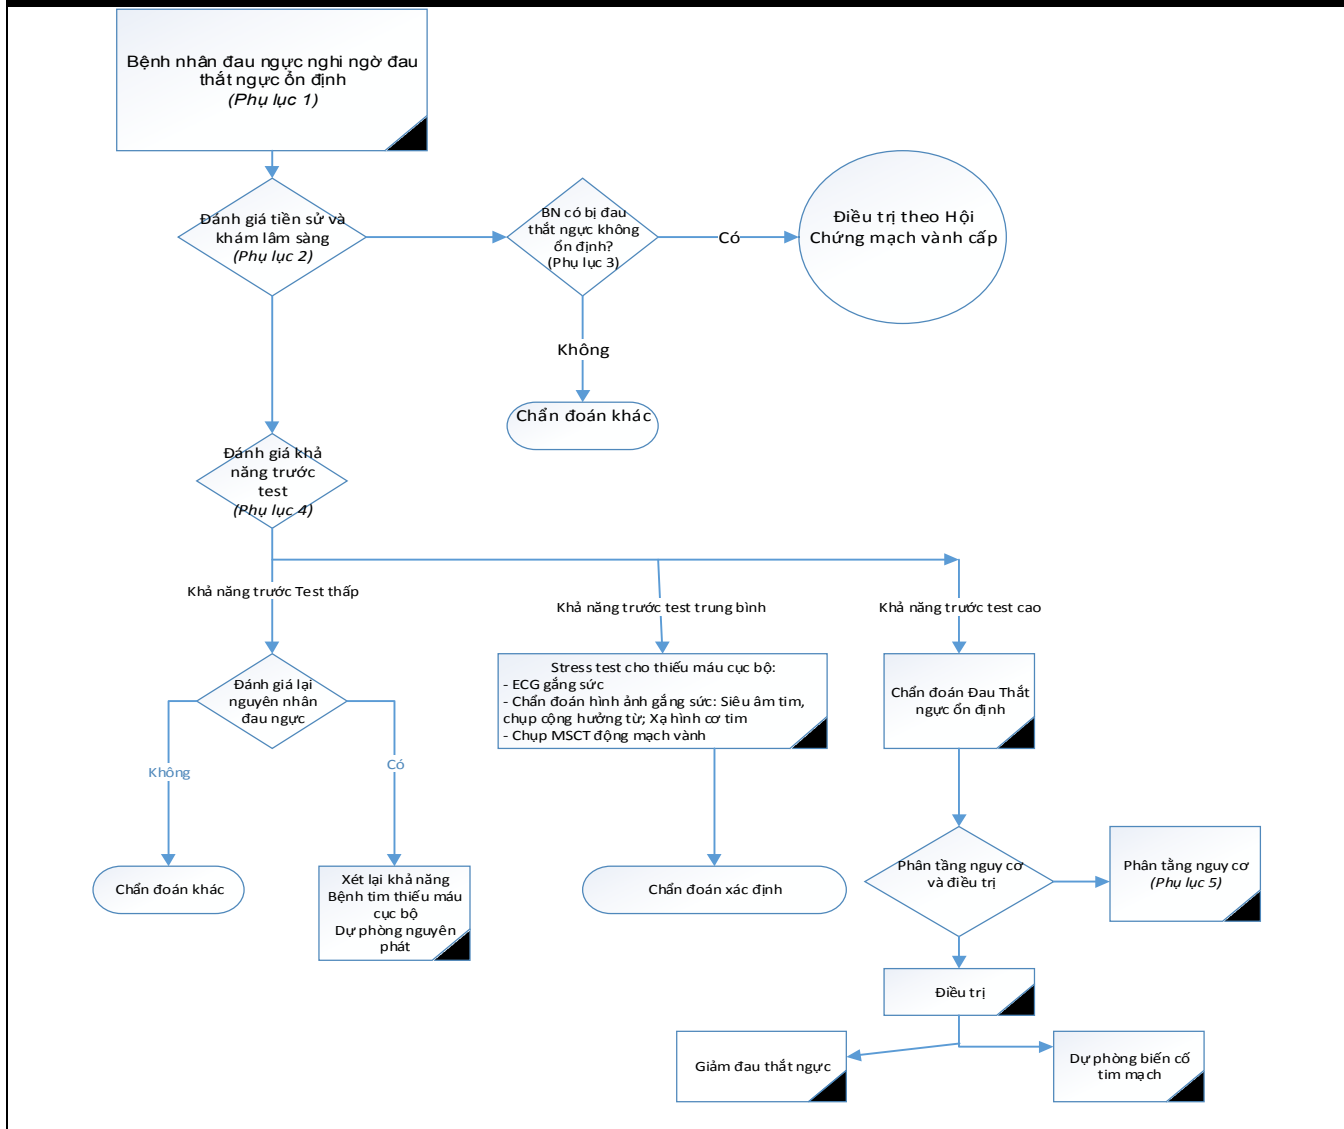 Bệnh nhân đau ngực nghi ngờ đau
thắt ngực ổn định
(Phụ lục 1)
Đánh giá tiền sử và
khám lâm sàng
(Phụ lục 2)
BN có bị đau
thắt ngực không
ổn định?
(Phụ lục 3)
Có
Điều trị theo Hội
Chứng mạch vành cấp
Không
Chẩn đoán khác
Đánh giá khả
năng trước
test
(Phụ lục 4)
Khả năng trước Test thấp
Khả năng trước test trung bình
Khả năng trước test cao
Đánh giá lại
nguyên nhân
đau ngực
Stress test cho thiếu máu cục bộ:
- ECG gắng sức
- Chẩn đoán hình ảnh gắng sức: Siêu âm tim,
chụp cộng hưởng từ; Xạ hình cơ tim
- Chụp MSCT động mạch vành
Chẩn đoán Đau Thắt
ngực ổn định
Không
Có
Chẩn đoán khác
Xét lại khả năng
Bệnh tim thiếu máu
cục bộ
Dự phòng nguyên
phát
Chẩn đoán xác định
Phân tầng nguy cơ
và điều trị
Phân tằng nguy cơ
(Phụ lục 5)
Điều trị
Giảm đau thắt ngực
Dự phòng biến cố
tim mạch